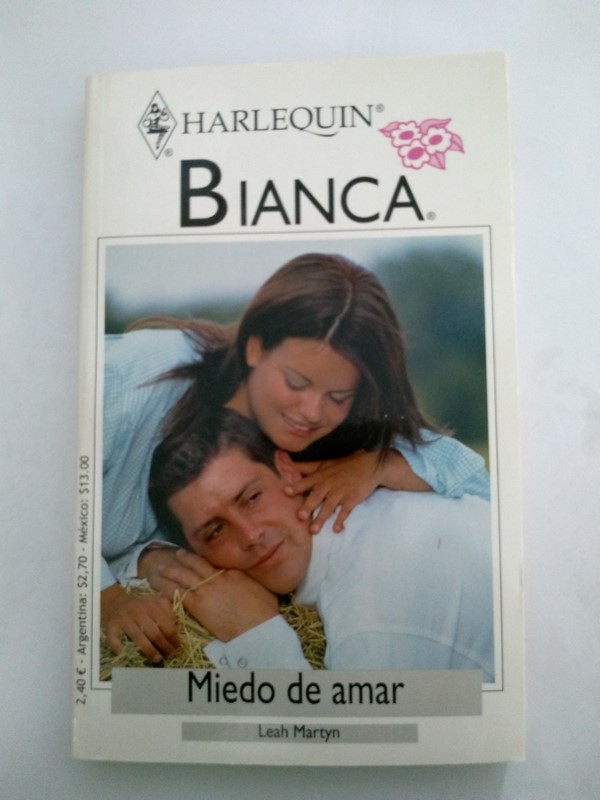 HARLEQUIN®
®
BIANCA®
2,40 € - Argentina: $2,70 - México: $13.00
Miedo de amar
Leah Martyn